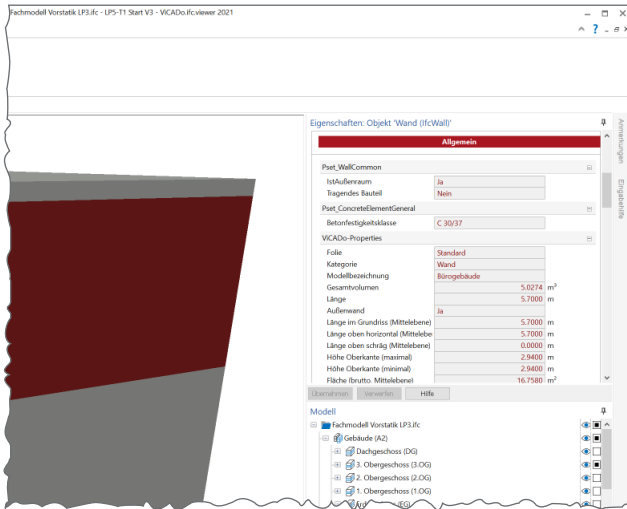 Fachmodell Vorstatik LP3.ifc - LP5-T1 Start V3 - ViCADo.ifc.viewer 2021
Eigenschaften: Objekt 'Wand (IfcWall)'
Allgemein
Pset_WallCommon
IstAußenraum Ja
Tragendes Bauteil Nein
Pset_ConcreteElementGeneral
Betonfestigkeitsklasse C 30/37
ViCADo-Properties
Folie Standard
Kategorie Wand
Modellbezeichnung Bürogebäude
Gesamtvolumen 5.0274 m³
Länge 5.7000 m
Außenwand Ja
Länge im Grundriss (Mittelebene) 5.7000 m
Länge oben horizontal (Mittelebe 5.7000 m
Länge oben schräg (Mittelebene) 0.0000 m
Höhe Oberkante (maximal) 2.9400 m
Höhe Oberkante (minimal) 2.9400 m
Fläche (brutto, Mittelebene) 16.7580 m²
Übernehmen Verwerfen Hilfe
Modell
Fachmodell Vorstatik LP3.ifc
Gebäude (A2)
Dachgeschoss (DG)
3. Obergeschoss (3.OG)
2. Obergeschoss (2.OG)
1. Obergeschoss (1.OG)
(EG)
Anmerkungen
Eingabehilfe